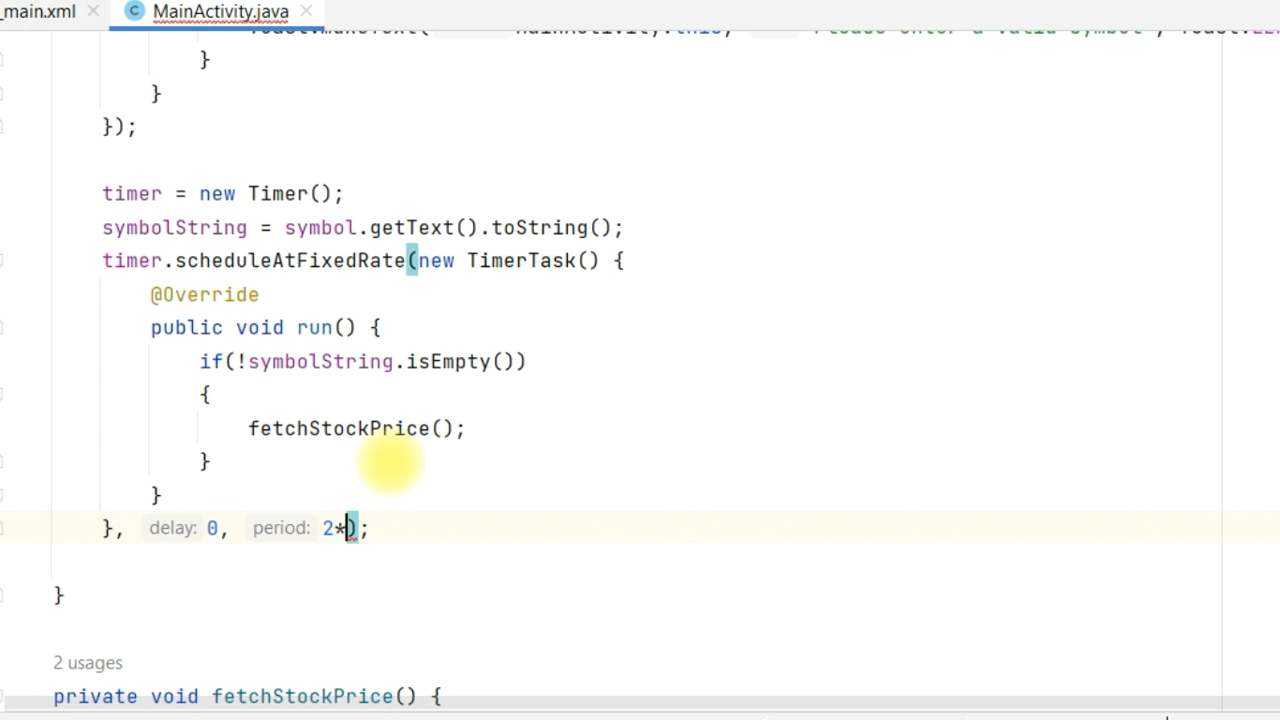 _main.xml
MainActivity.java
}
}
});
timer = new Timer();
symbolString = symbol.getText().toString();
timer.scheduleAtFixedRate(new TimerTask() {
@Override
public void run() {
if(!symbolString.isEmpty())
{
fetchStockPrice();
}
}
}, delay: 0, period: 2*);
}
2 usages
private void fetchStockPrice() {